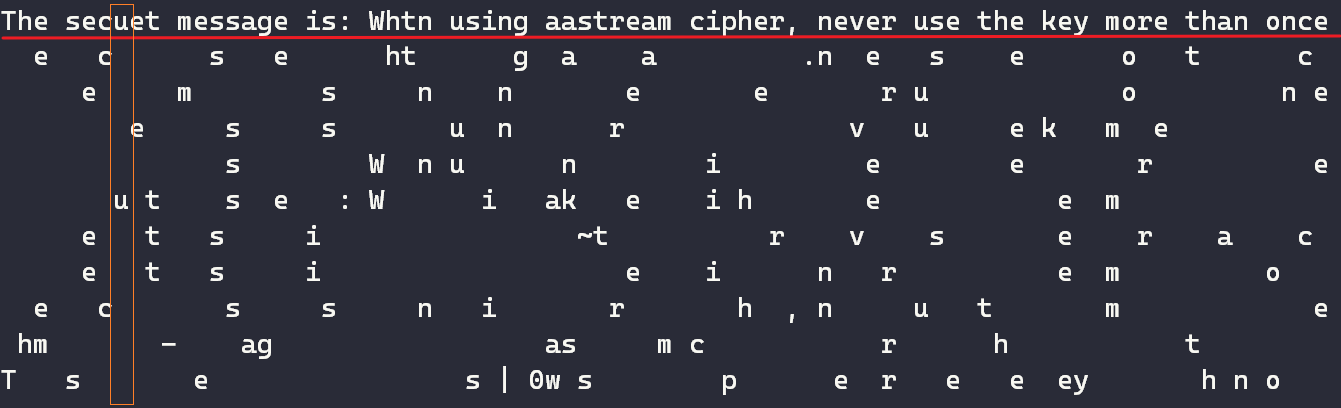 The secuet message is: Whtn using aastream cipher, never use the key more than once
e c s e ht g a a .n e s e o t c
e m s n n e e r u o n e
e s s u n r v u e k m e
s W n u n i e e r e
u t s e : W i ak e i h e e m
e t s i ~t r v s e r a c
e t s i e i n r e m o
e c s s n i r h , n u t m e
hm - ag as m c r h t
T s e s | 0w s p e r e e ey h n o